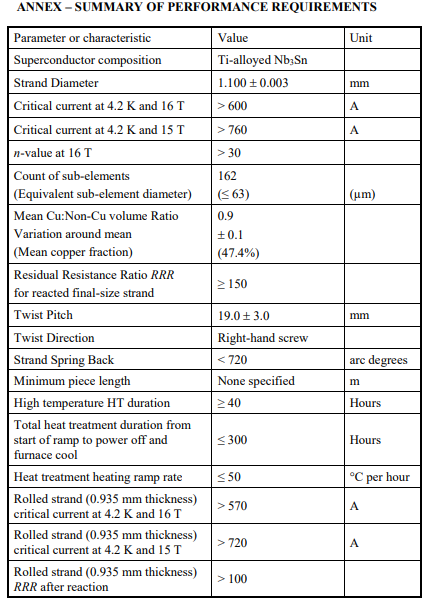 ANNEX – SUMMARY OF PERFORMANCE REQUIREMENTS
Parameter or characteristic Value Unit
Superconductor composition Ti-alloyed Nb₃Sn
Strand Diameter 1.100 ± 0.003 mm
Critical current at 4.2 K and 16 T > 600 A
Critical current at 4.2 K and 15 T > 760 A
n-value at 16 T > 30
Count of sub-elements 162
(Equivalent sub-element diameter) (≤ 63) (µm)
Mean Cu:Non-Cu volume Ratio 0.9
Variation around mean ± 0.1
(Mean copper fraction) (47.4%)
Residual Resistance Ratio RRR
for reacted final-size strand ≥ 150
Twist Pitch 19.0 ± 3.0 mm
Twist Direction Right-hand screw
Strand Spring Back < 720 arc degrees
Minimum piece length None specified m
High temperature HT duration ≥ 40 Hours
Total heat treatment duration from
start of ramp to power off and
furnace cool ≤ 300 Hours
Heat treatment heating ramp rate ≤ 50 °C per hour
Rolled strand (0.935 mm thickness)
critical current at 4.2 K and 16 T > 570 A
Rolled strand (0.935 mm thickness)
critical current at 4.2 K and 15 T > 720 A
Rolled strand (0.935 mm thickness)
RRR after reaction > 100